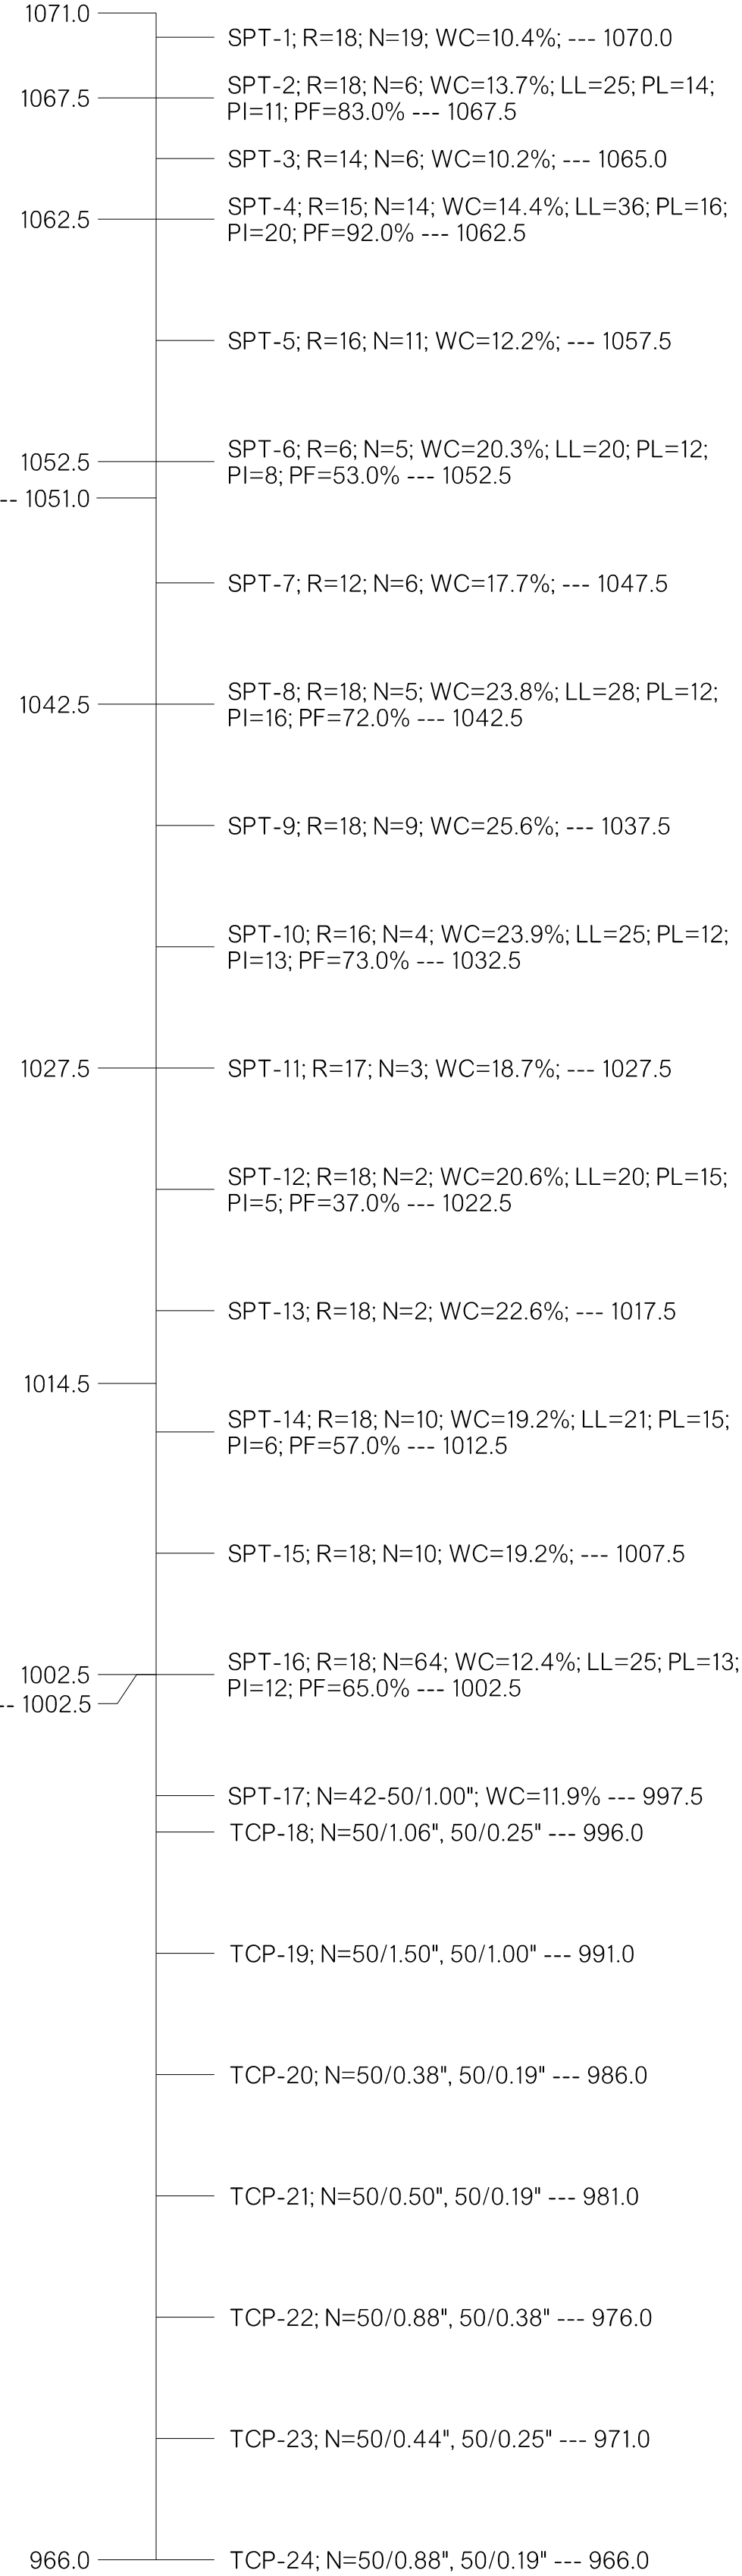 1071.0
SPT-1; R=18; N=19; WC=10.4%; --- 1070.0
SPT-2; R=18; N=6; WC=13.7%; LL=25; PL=14;
1067.5
PI=11; PF=83.0% --- 1067.5
SPT-3; R=14; N=6; WC=10.2%; --- 1065.0
SPT-4; R=15; N=14; WC=14.4%; LL=36; PL=16;
1062.5
PI=20; PF=92.0% --- 1062.5
SPT-5; R=16; N=11; WC=12.2%; --- 1057.5
SPT-6; R=6; N=5; WC=20.3%; LL=20; PL=12;
1052.5
PI=8; PF=53.0% --- 1052.5
-- 1051.0
SPT-7; R=12; N=6; WC=17.7%; --- 1047.5
SPT-8; R=18; N=5; WC=23.8%; LL=28; PL=12;
1042.5
PI=16; PF=72.0% --- 1042.5
SPT-9; R=18; N=9; WC=25.6%; --- 1037.5
SPT-10; R=16; N=4; WC=23.9%; LL=25; PL=12;
PI=13; PF=73.0% --- 1032.5
1027.5
SPT-11; R=17; N=3; WC=18.7%; --- 1027.5
SPT-12; R=18; N=2; WC=20.6%; LL=20; PL=15;
PI=5; PF=37.0% --- 1022.5
SPT-13; R=18; N=2; WC=22.6%; --- 1017.5
1014.5
SPT-14; R=18; N=10; WC=19.2%; LL=21; PL=15;
PI=6; PF=57.0% --- 1012.5
SPT-15; R=18; N=10; WC=19.2%; --- 1007.5
SPT-16; R=18; N=64; WC=12.4%; LL=25; PL=13;
1002.5
PI=12; PF=65.0% --- 1002.5
-- 1002.5
SPT-17; N=42-50/1.00"; WC=11.9% --- 997.5
TCP-18; N=50/1.06", 50/0.25" --- 996.0
TCP-19; N=50/1.50", 50/1.00" --- 991.0
TCP-20; N=50/0.38", 50/0.19" --- 986.0
TCP-21; N=50/0.50", 50/0.19" --- 981.0
TCP-22; N=50/0.88", 50/0.38" --- 976.0
TCP-23; N=50/0.44", 50/0.25" --- 971.0
966.0
TCP-24; N=50/0.88", 50/0.19" --- 966.0